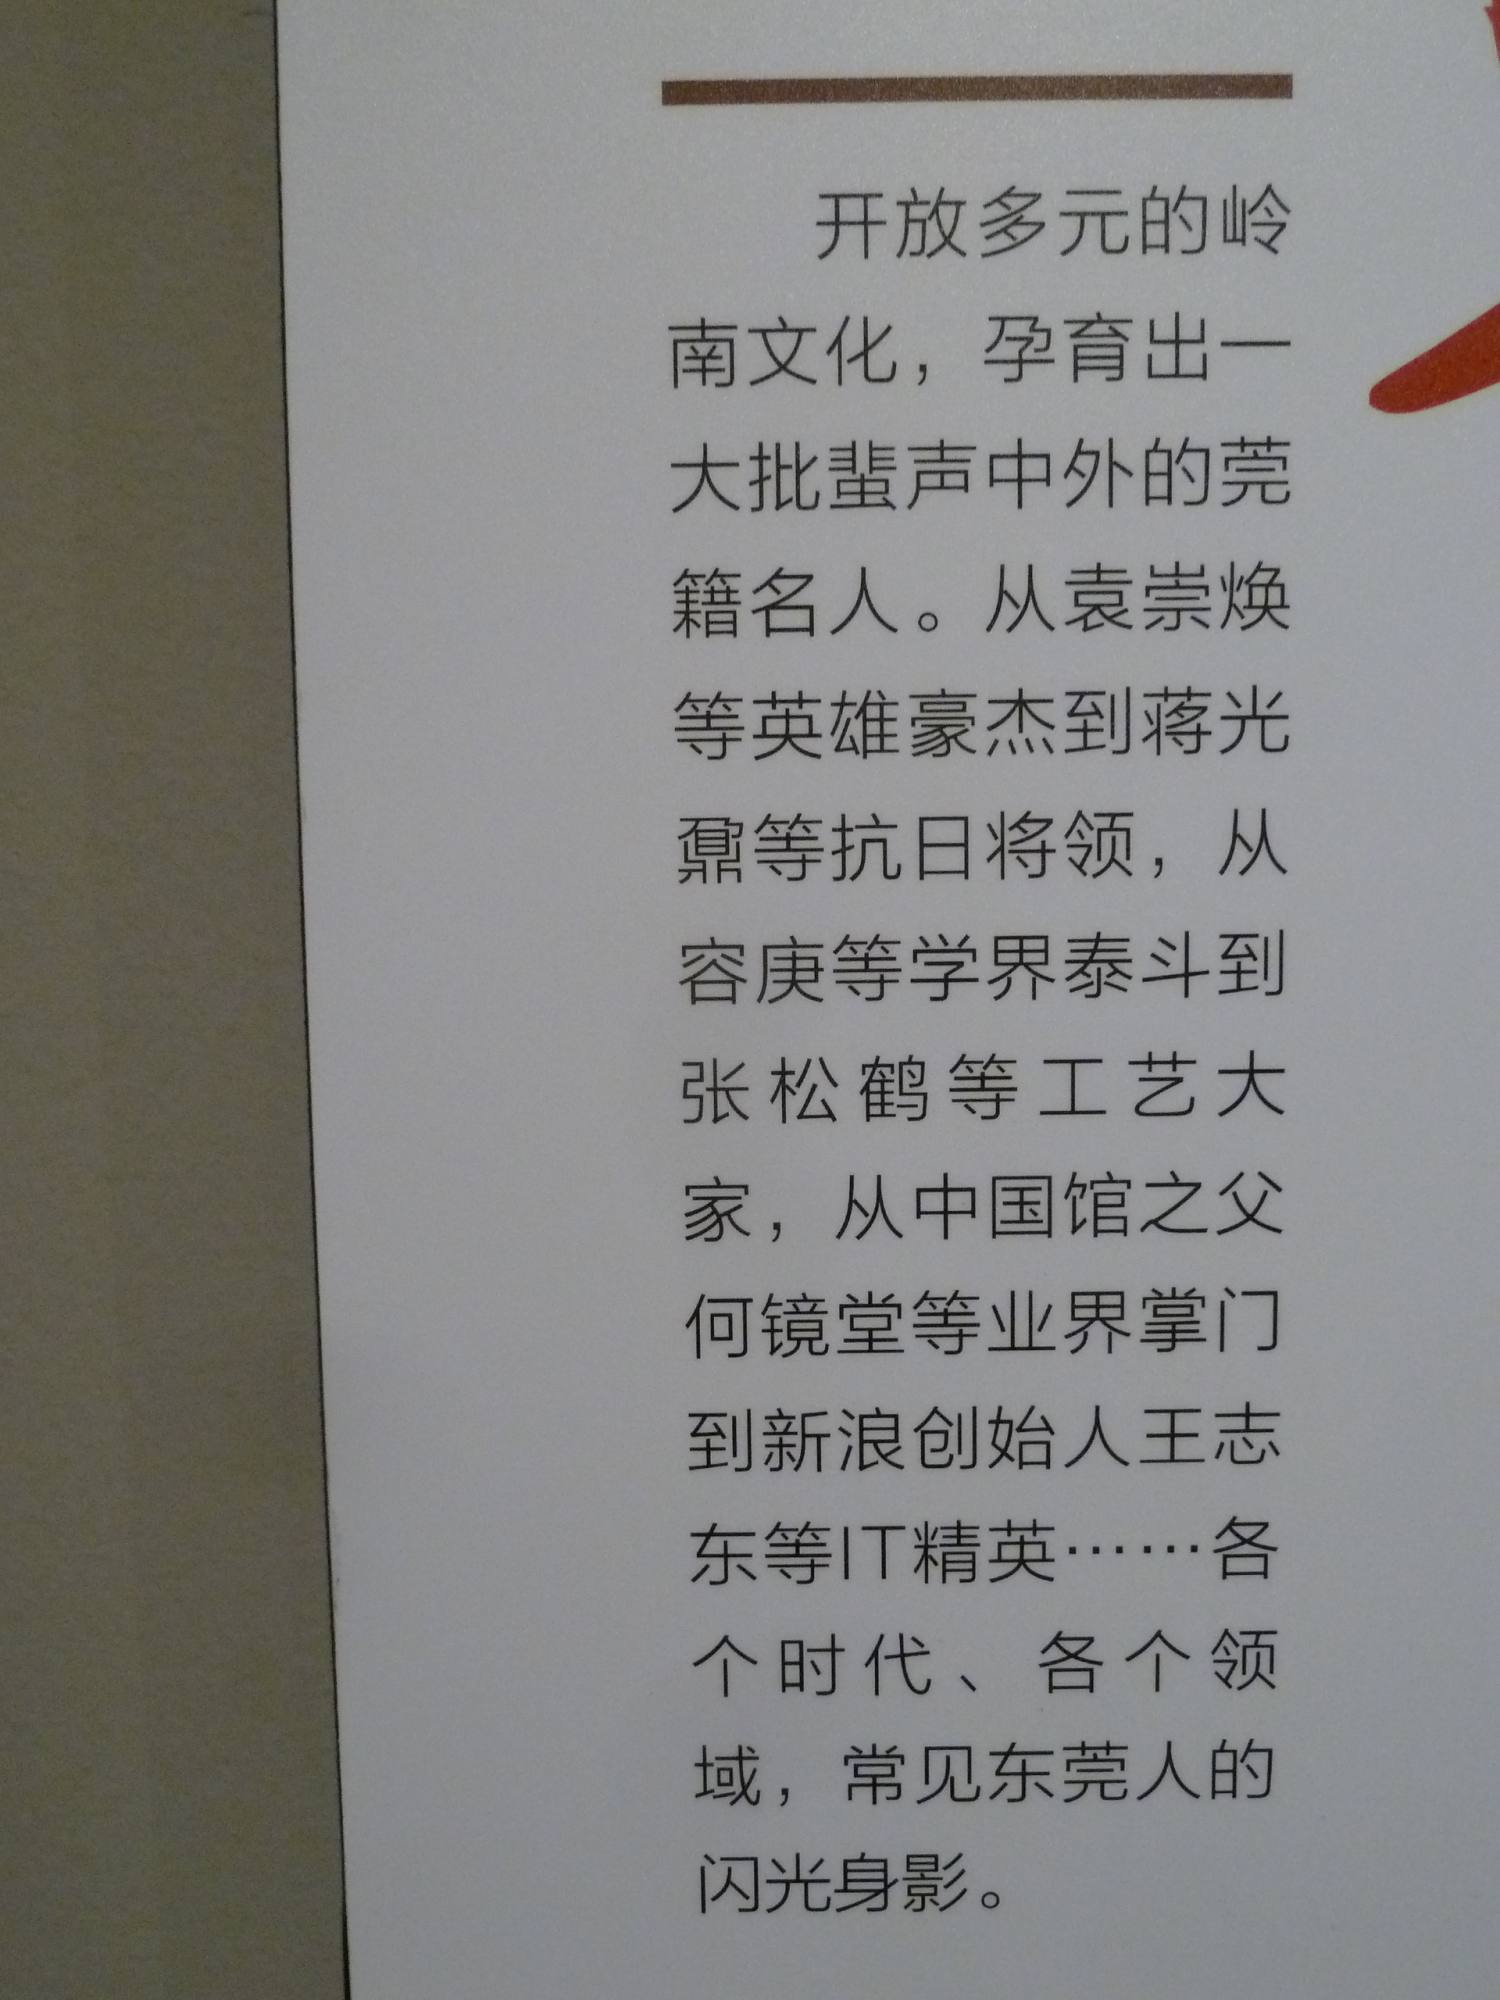 开放多元的岭
南文化，孕育出一
大批蜚声中外的莞
籍名人。从袁崇焕
等英雄豪杰到蒋光
鼐等抗日将领，从
容庚等学界泰斗到
张松鹤等工艺大
家，从中国馆之父
何镜堂等业界掌门
到新浪创始人王志
东等IT精英……各
个时代、各个领
域，常见东莞人的
闪光身影。